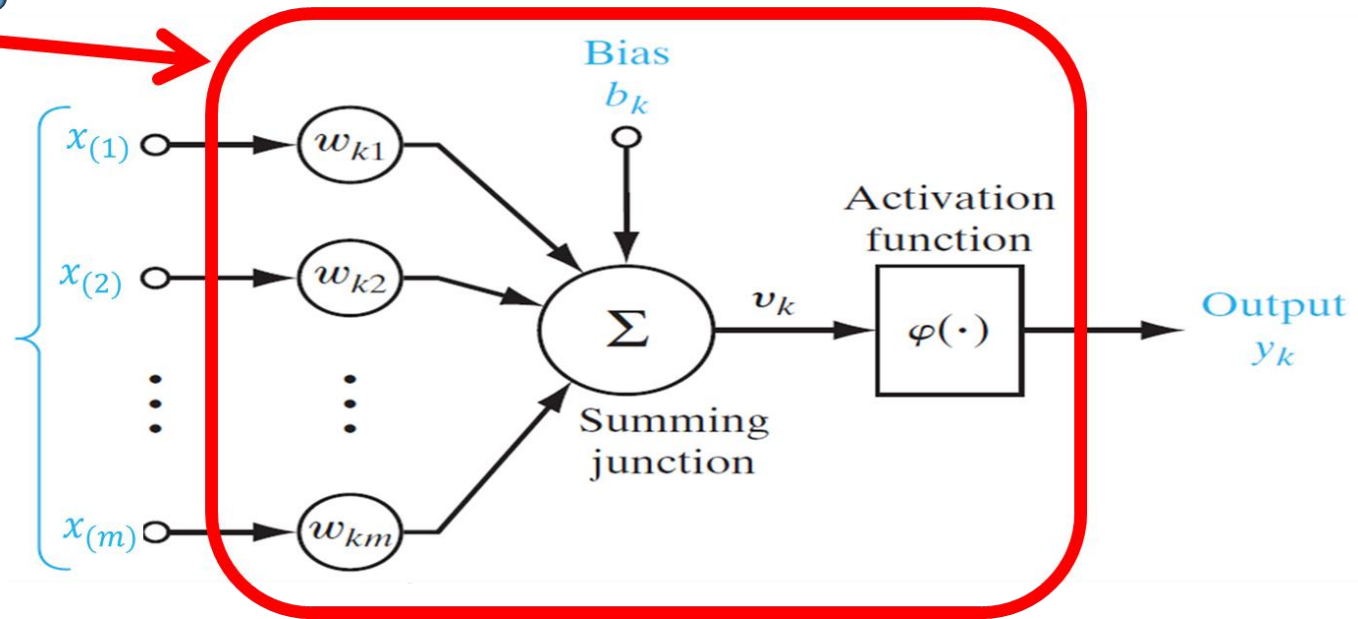 Bias
b_k
x_(1)
w_k1
x_(2)
w_k2
Σ
v_k
Activation
function
φ(·)
Output
y_k
Summing
junction
x_(m)
w_km